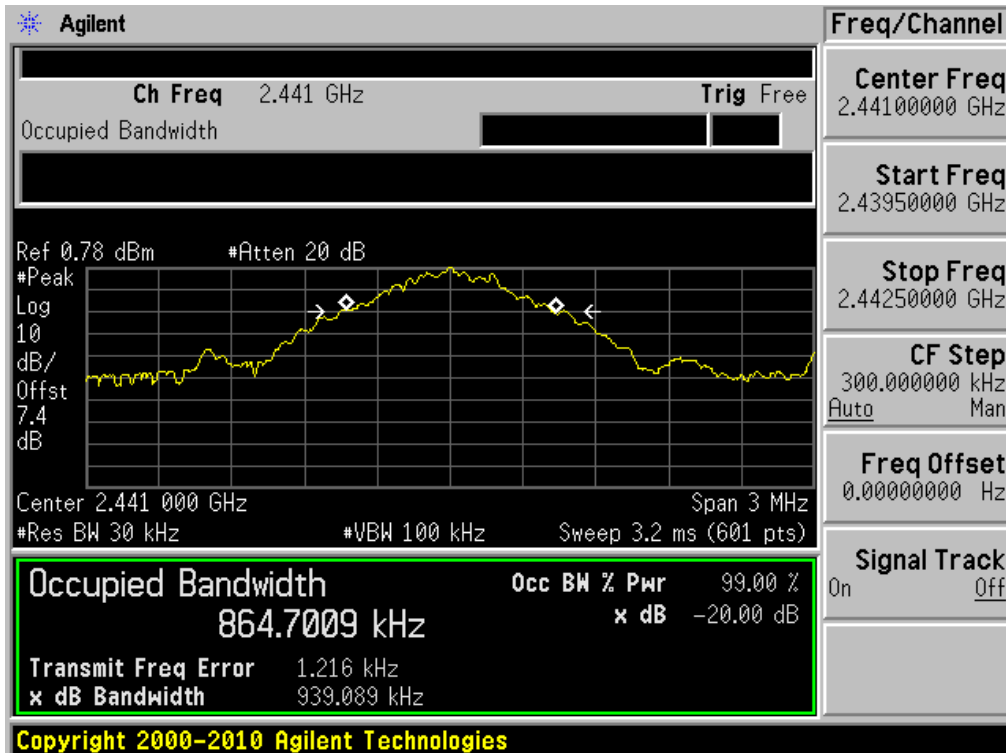 Agilent
Freq/Channel
Ch Freq 2.441 GHz Trig Free
Occupied Bandwidth
Center Freq
2.44100000 GHz
Start Freq
2.43950000 GHz
Stop Freq
2.44250000 GHz
CF Step
300.000000 kHz
Auto Man
Freq Offset
0.00000000 Hz
Signal Track
On Off
Ref 0.78 dBm #Atten 20 dB
#Peak
Log
10
dB/
Offst
7.4
dB
Center 2.441 000 GHz Span 3 MHz
#Res BW 30 kHz #VBW 100 kHz Sweep 3.2 ms (601 pts)
Occupied Bandwidth Occ BW % Pwr 99.00 %
864.7009 kHz x dB -20.00 dB
Transmit Freq Error 1.216 kHz
x dB Bandwidth 939.089 kHz
Copyright 2000-2010 Agilent Technologies